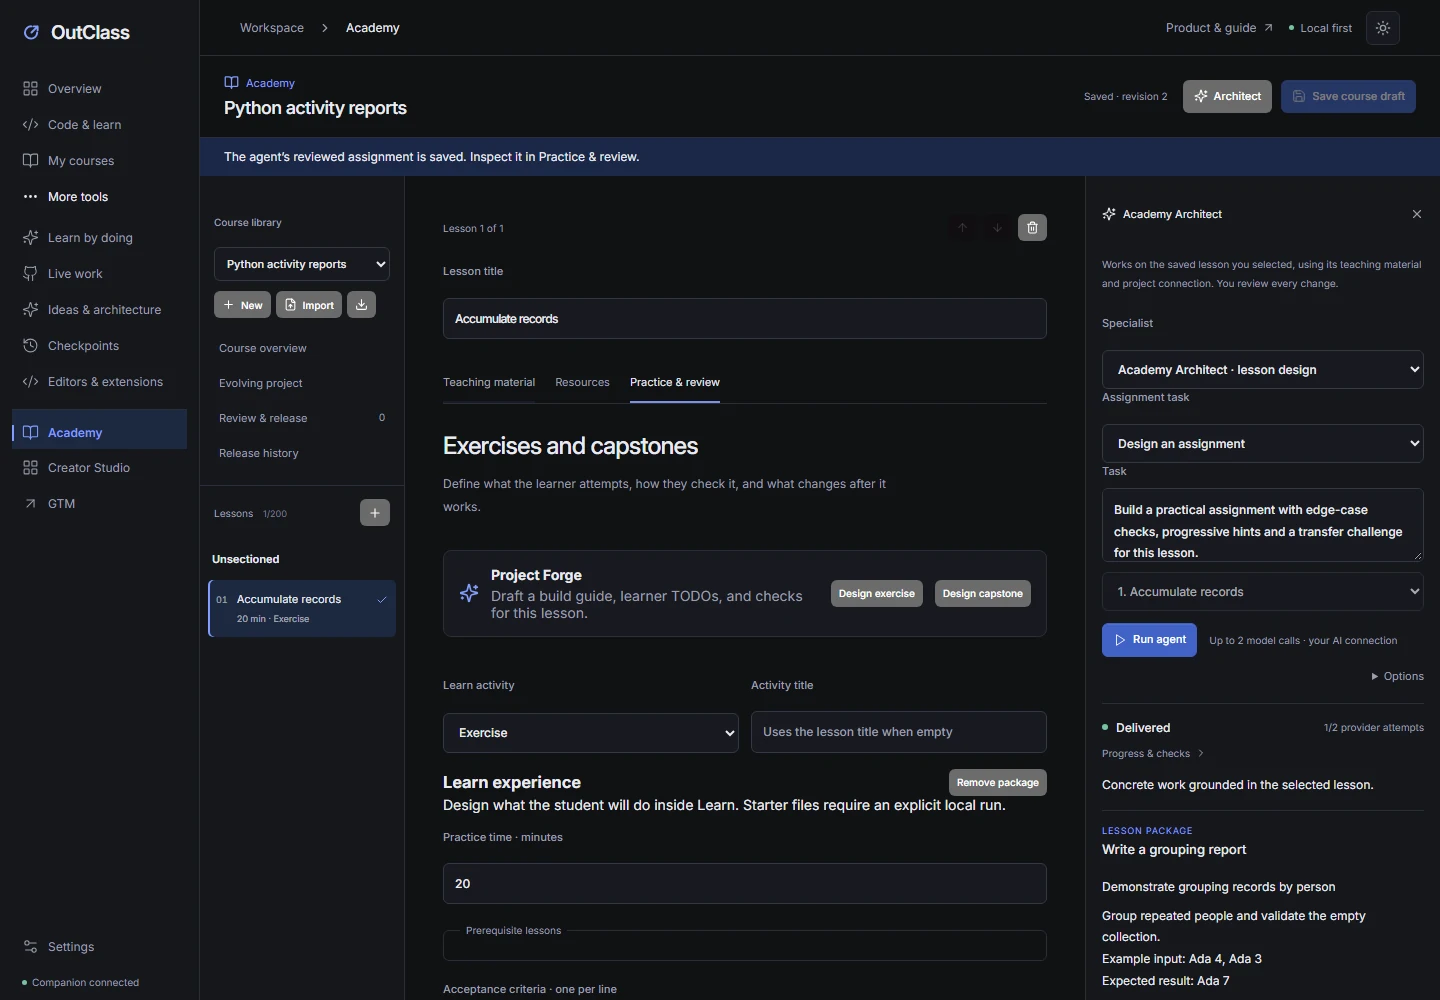 OutClass
Overview
Code & learn
My courses
More tools
Learn by doing
Live work
Ideas & architecture
Checkpoints
Editors & extensions
Academy
Creator Studio
GTM
Settings
Companion connected
Workspace
Academy
Product & guide
Local first
Academy
Python activity reports
Saved · revision 2
Architect
Save course draft
The agent's reviewed assignment is saved. Inspect it in Practice & review.
Course library
Python activity reports
New
Import
Course overview
Evolving project
Review & release 0
Release history
Lessons 1/200
Unsectioned
01 Accumulate records
20 min · Exercise
Lesson 1 of 1
Lesson title
Accumulate records
Teaching material
Resources
Practice & review
Exercises and capstones
Define what the learner attempts, how they check it, and what changes after it
works.
Project Forge
Draft a build guide, learner TODOs, and checks
for this lesson.
Design exercise
Design capstone
Learn activity
Activity title
Exercise
Uses the lesson title when empty
Learn experience
Remove package
Design what the student will do inside Learn. Starter files require an explicit local run.
Practice time · minutes
20
Prerequisite lessons
Acceptance criteria · one per line
Academy Architect
Works on the saved lesson you selected, using its teaching material
and project connection. You review every change.
Specialist
Academy Architect · lesson design
Assignment task
Design an assignment
Task
Build a practical assignment with edge-case
checks, progressive hints and a transfer challenge
for this lesson.
1. Accumulate records
Run agent
Up to 2 model calls · your AI connection
Options
Delivered
1/2 provider attempts
Progress & checks
Concrete work grounded in the selected lesson.
LESSON PACKAGE
Write a grouping report
Demonstrate grouping records by person
Group repeated people and validate the empty
collection.
Example input: Ada 4, Ada 3
Expected result: Ada 7